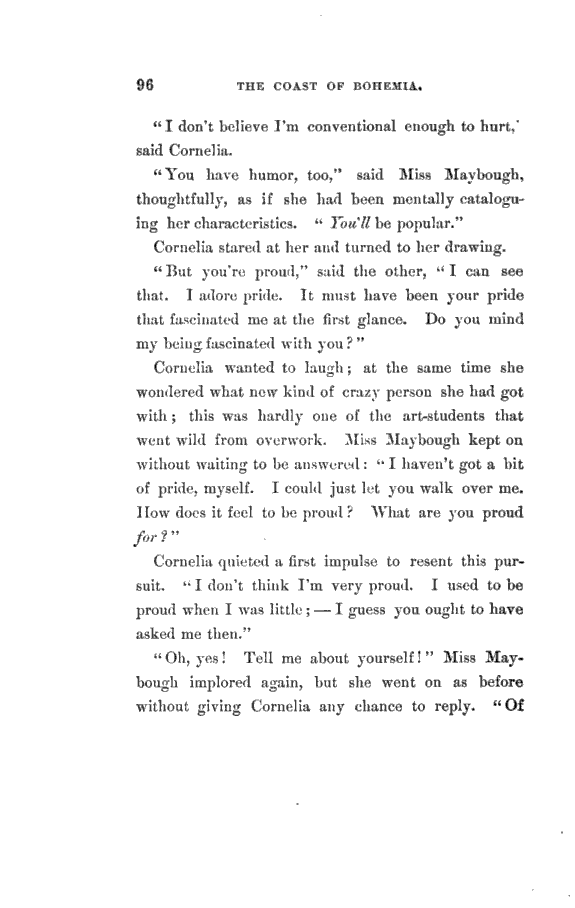 96 THE COAST OF BOHEMIA.
"I don't believe I'm conventional enough to hurt,'
said Cornelia.
"You have humor, too," said Miss Maybough,
thoughtfully, as if she had been mentally catalogu-
ing her characteristics. "You'll be popular."
Cornelia stared at her and turned to her drawing.
"But you're proud," said the other, "I can see
that. I adore pride. It must have been your pride
that fascinated me at the first glance. Do you mind
my being fascinated with you?"
Cornelia wanted to laugh; at the same time she
wondered what new kind of crazy person she had got
with; this was hardly one of the art-students that
went wild from overwork. Miss Maybough kept on
without waiting to be answered: "I haven't got a bit
of pride, myself. I could just let you walk over me.
How does it feel to be proud? What are you proud
for?"
Cornelia quieted a first impulse to resent this pur-
suit. "I don't think I'm very proud. I used to be
proud when I was little;—I guess you ought to have
asked me then."
"Oh, yes! Tell me about yourself!" Miss May-
bough implored again, but she went on as before
without giving Cornelia any chance to reply. "Of